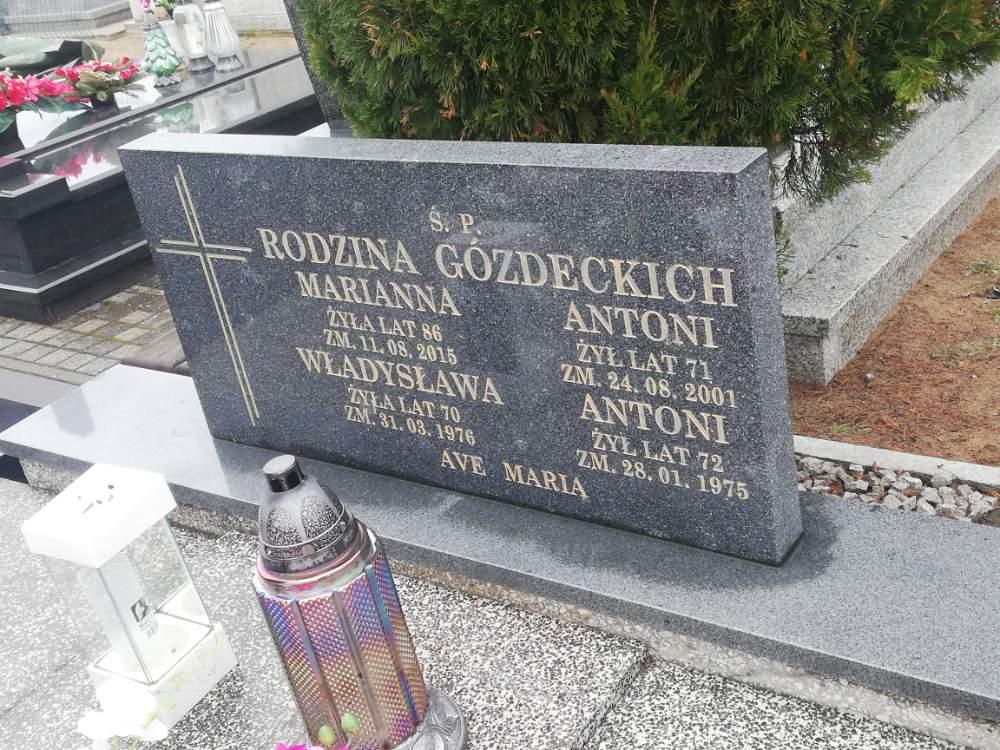 Ś. P.
RODZINA GÓZDECKICH
MARIANNA
ŻYŁA LAT 86
ZM. 11. 08. 2015
WŁADYSŁAWA
ŻYŁA LAT 70
ZM. 31. 03. 1976
ANTONI
ŻYŁ LAT 71
ZM. 24. 08. 2001
ANTONI
ŻYŁ LAT 72
ZM. 28. 01. 1975
AVE MARIA